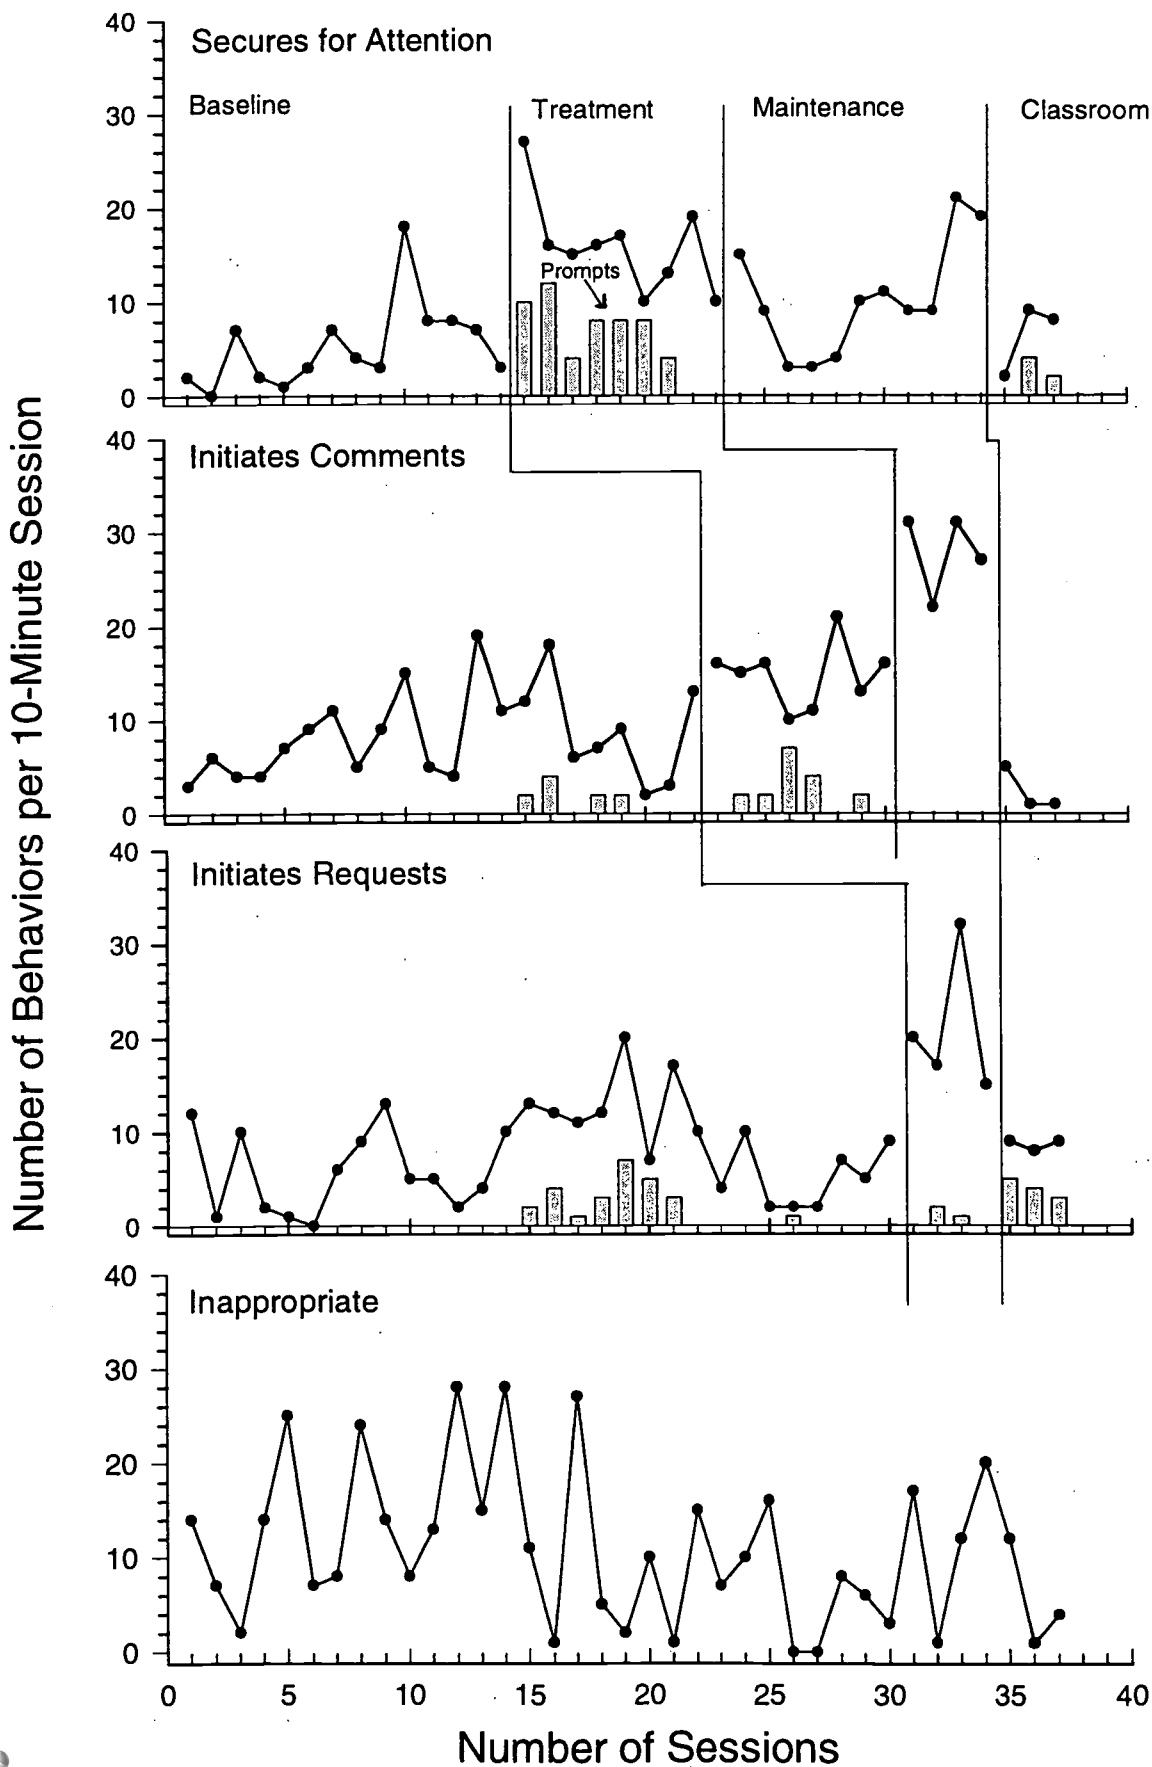 Number of Behaviors per 10-Minute Session
40
30
20
10
0
Secures for Attention
Baseline
Treatment
Maintenance
Classroom
Prompts
40
30
20
10
0
Initiates Comments
40
30
20
10
0
Initiates Requests
40
30
20
10
0
Inappropriate
0 5 10 15 20 25 30 35 40
Number of Sessions